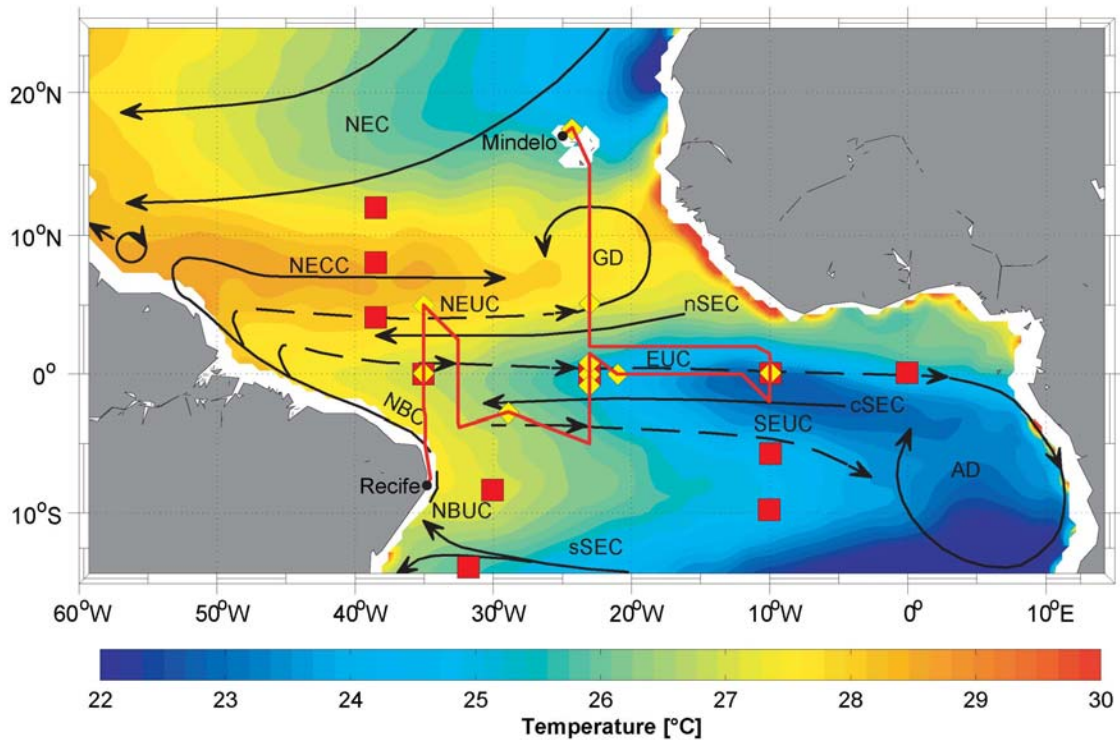 20°N
NEC
Mindelo
10°N
GD
NECC
NEUC
nSEC
0°
EUC
NBC
cSEC
SEUC
AD
Recife
NBUC
10°S
sSEC
60°W 50°W 40°W 30°W 20°W 10°W 0° 10°E
22 23 24 25 26 27 28 29 30
Temperature [°C]